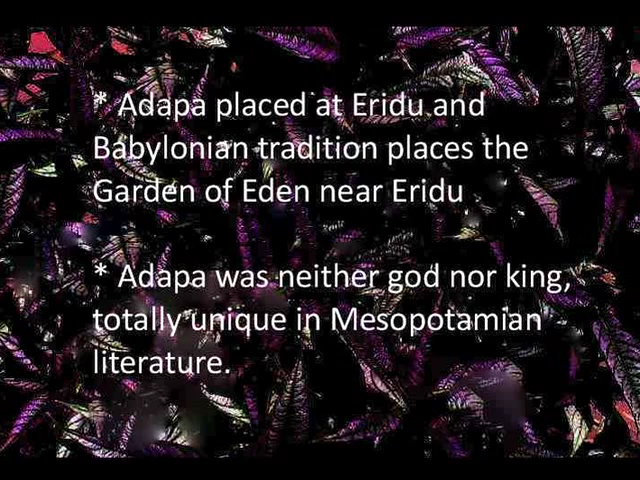 * Adapa placed at Eridu and
Babylonian tradition places the
Garden of Eden near Eridu
* Adapa was neither god nor king,
totally unique in Mesopotamian
literature.